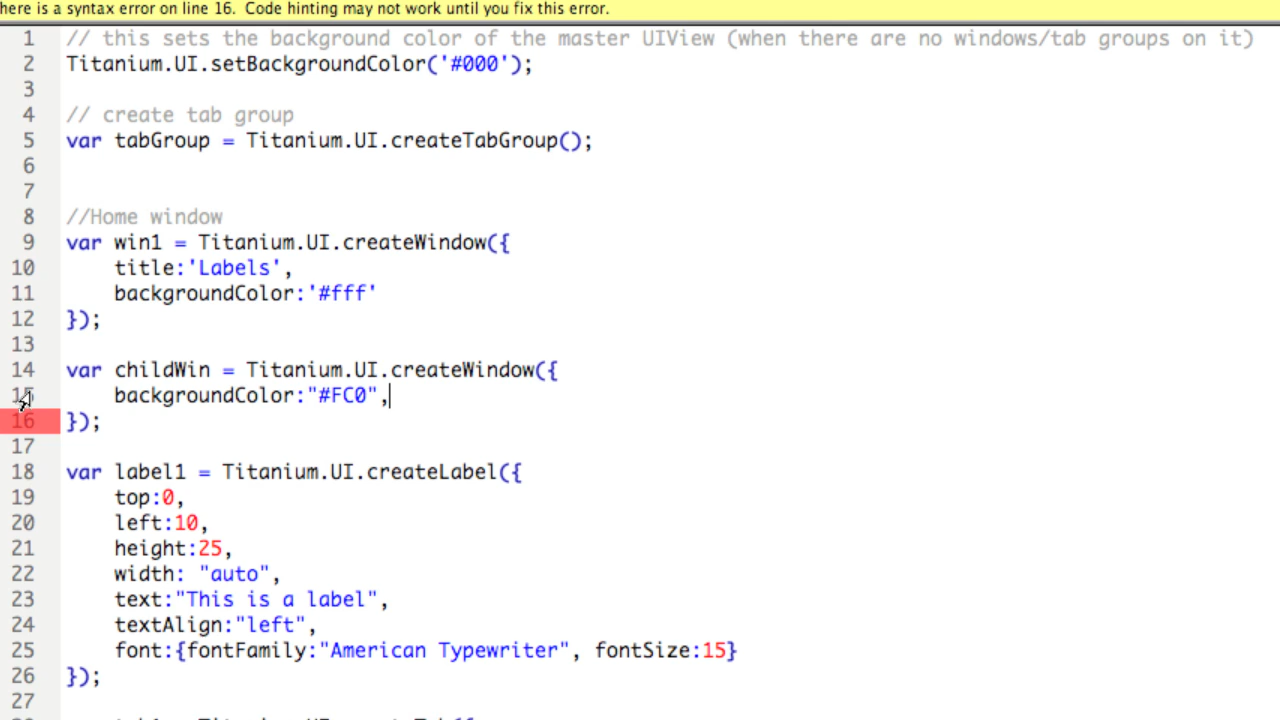 here is a syntax error on line 16. Code hinting may not work until you fix this error.
1 // this sets the background color of the master UIView (when there are no windows/tab groups on it)
2 Titanium.UI.setBackgroundColor('#000');
3
4 // create tab group
5 var tabGroup = Titanium.UI.createTabGroup();
6
7
8 //Home window
9 var win1 = Titanium.UI.createWindow({
10     title:'Labels',
11     backgroundColor:'#fff'
12 });
13
14 var childWin = Titanium.UI.createWindow({
15     backgroundColor:"#FC0",
16 });
17
18 var label1 = Titanium.UI.createLabel({
19     top:0,
20     left:10,
21     height:25,
22     width: "auto",
23     text:"This is a label",
24     textAlign:"left",
25     font:{fontFamily:"American Typewriter", fontSize:15}
26 });
27